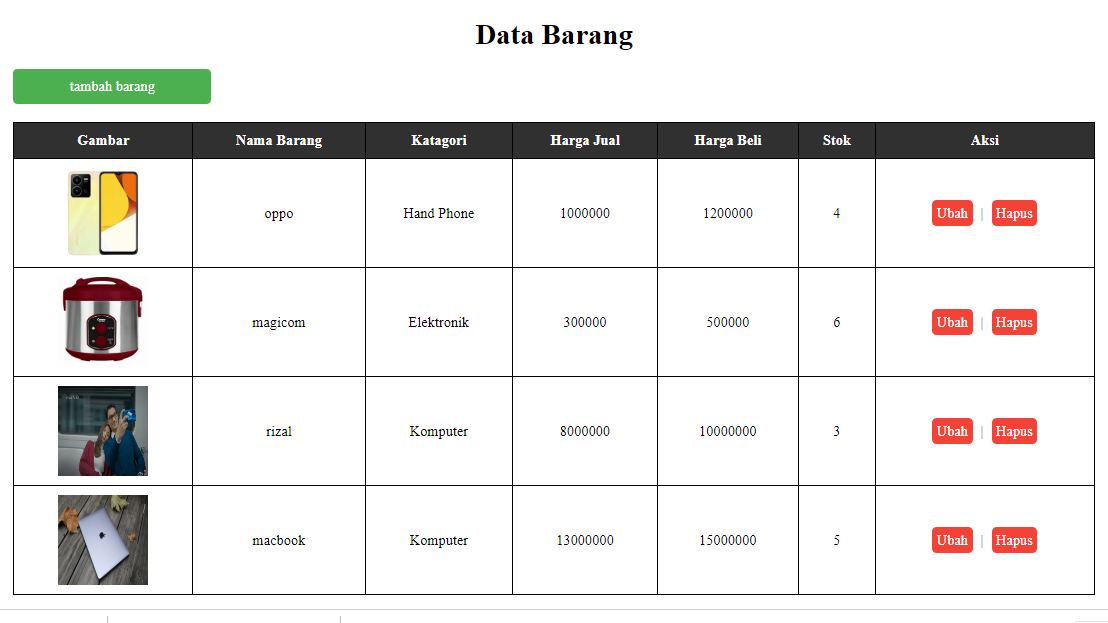 Data Barang
tambah barang
Gambar Nama Barang Katagori Harga Jual Harga Beli Stok Aksi
oppo Hand Phone 1000000 1200000 4 Ubah | Hapus
magicom Elektronik 300000 500000 6 Ubah | Hapus
rizal Komputer 8000000 10000000 3 Ubah | Hapus
macbook Komputer 13000000 15000000 5 Ubah | Hapus